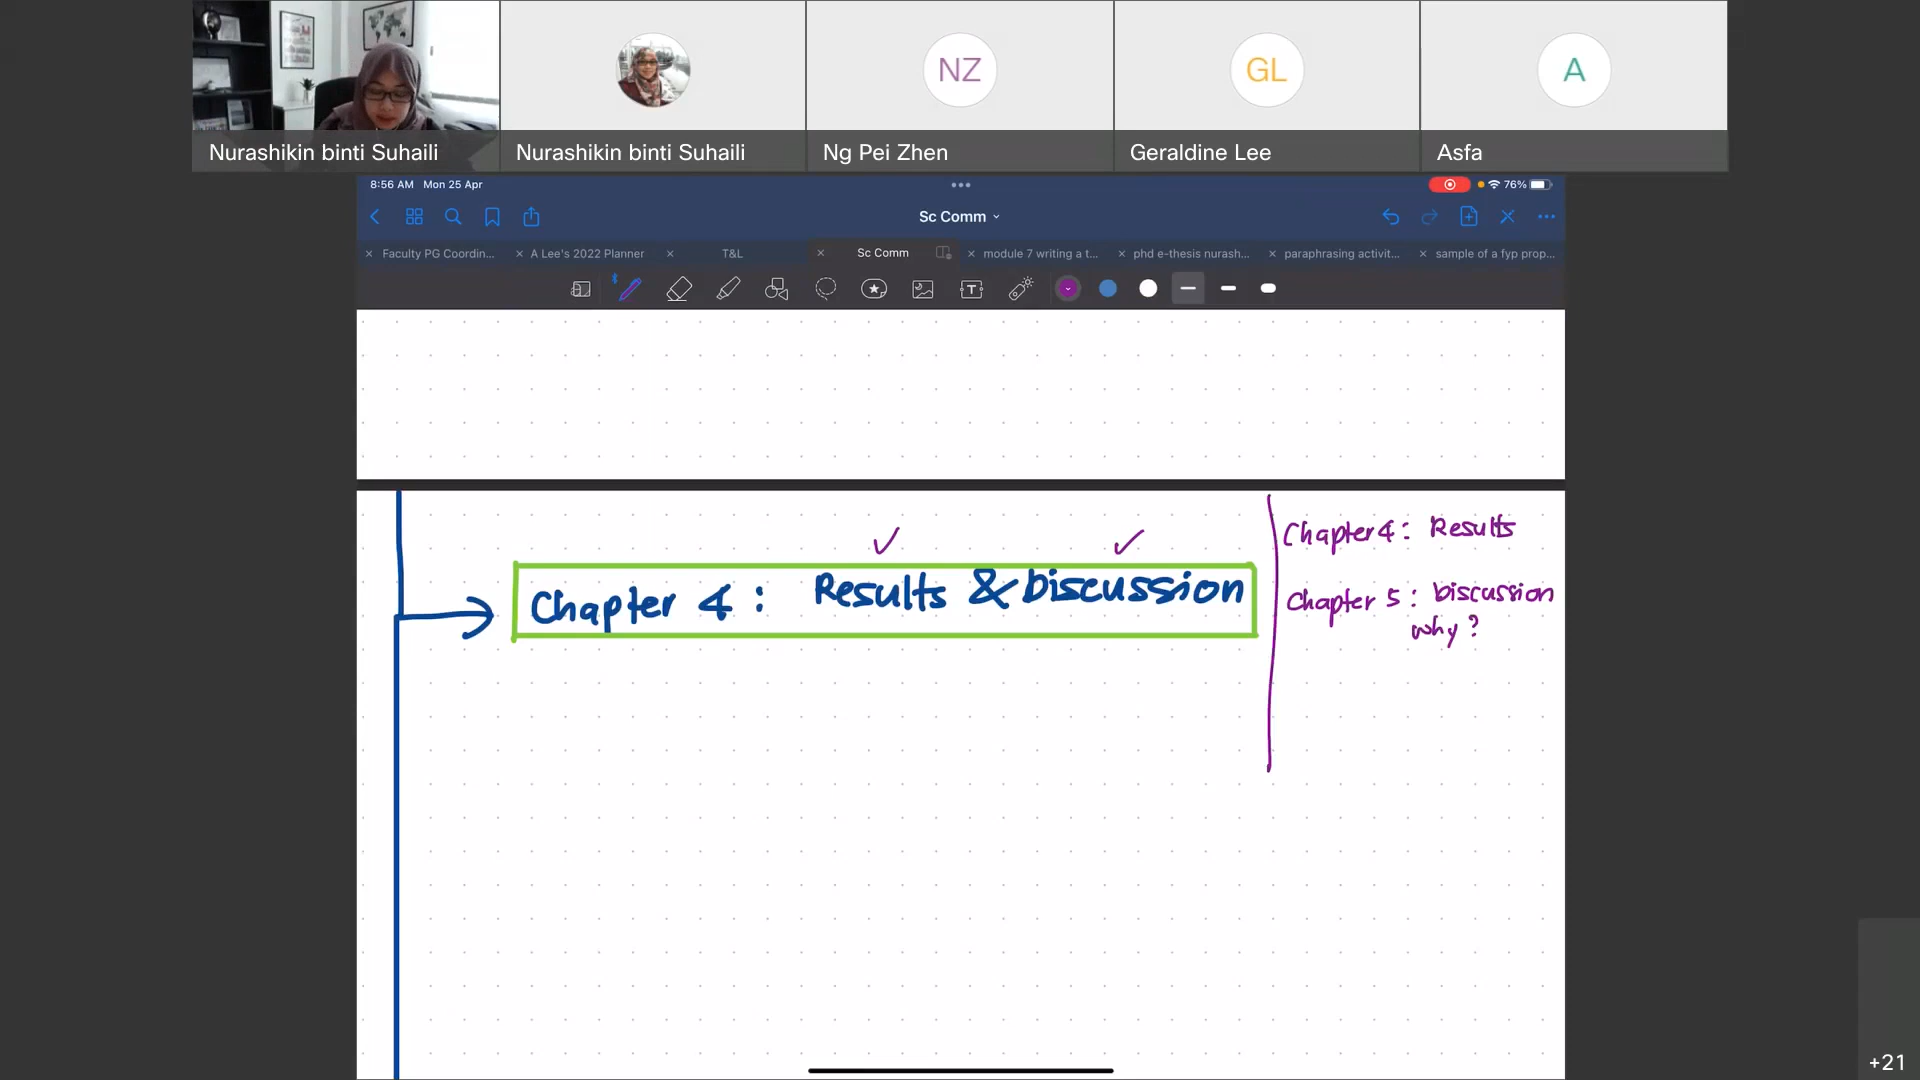 NZ
GL
A
Nurashikin binti Suhaili
Nurashikin binti Suhaili
Ng Pei Zhen
Geraldine Lee
Asfa
8:56 AM Mon 25 Apr
76%
Sc Comm
Faculty PG Coordin...
A Lee's 2022 Planner
T&L
Sc Comm
module 7 writing a t...
phd e-thesis nurash...
paraphrasing activit...
sample of a fyp prop...
Chapter 4 : Results & Discussion
Chapter 4 : Results
Chapter 5 : Discussion
why ?
+21